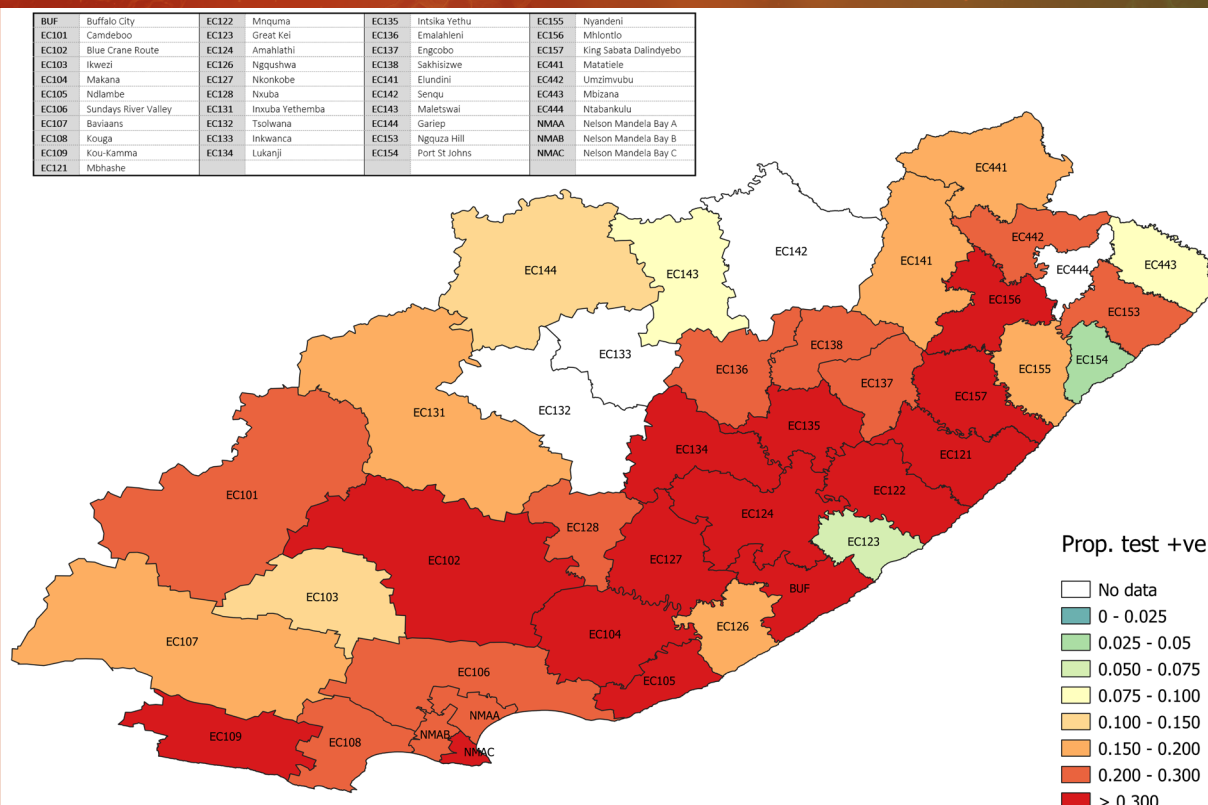 BUF Buffalo City EC122 Mnquma EC135 Intsika Yethu EC155 Nyandeni
EC101 Camdeboo EC123 Great Kei EC136 Emalahleni EC156 Mhlontlo
EC102 Blue Crane Route EC124 Amahlathi EC137 Engcobo EC157 King Sabata Dalindyebo
EC103 Ikwezi EC126 Ngqushwa EC138 Sakhisizwe EC441 Matatiele
EC104 Makana EC127 Nkonkobe EC141 Elundini EC442 Umzimvubu
EC105 Ndlambe EC128 Nxuba EC142 Senqu EC443 Mbizana
EC106 Sundays River Valley EC131 Inxuba Yethemba EC143 Maletswai EC444 Ntabankulu
EC107 Baviaans EC132 Tsolwana EC144 Gariep NMAA Nelson Mandela Bay A
EC108 Kouga EC133 Inkwanca EC153 Ngquza Hill NMAB Nelson Mandela Bay B
EC109 Kou-Kamma EC134 Lukanji EC154 Port St Johns NMAC Nelson Mandela Bay C
EC121 Mbhashe
EC441
EC442
EC142
EC141
EC443
EC144
EC143
EC444
EC156
EC153
EC138
EC133
EC154
EC136
EC155
EC137
EC157
EC132
EC131
EC135
EC134
EC121
EC122
EC101
EC124
EC128
EC123
EC127
EC102
BUF
EC103
EC126
EC104
EC107
EC106
EC105
NMAA
NMAB
EC109
EC108
NMAC
Prop. test +ve
No data
0 - 0.025
0.025 - 0.05
0.050 - 0.075
0.075 - 0.100
0.100 - 0.150
0.150 - 0.200
0.200 - 0.300
> 0.300